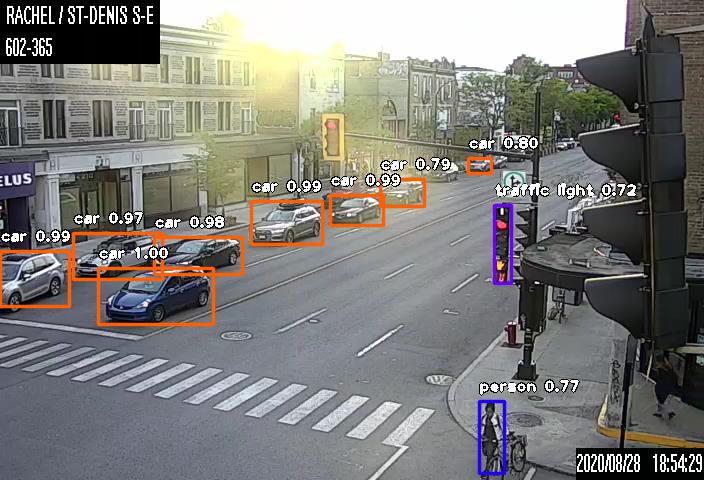 RACHEL / ST-DENIS S-E
602-365
car 0.80
car 0.79
traffic light 0.72
car 0.99
car 0.99
car 0.97
car 0.98
car 0.99
car 1.00
ELUS
person 0.77
2020/08/28 18:54:29